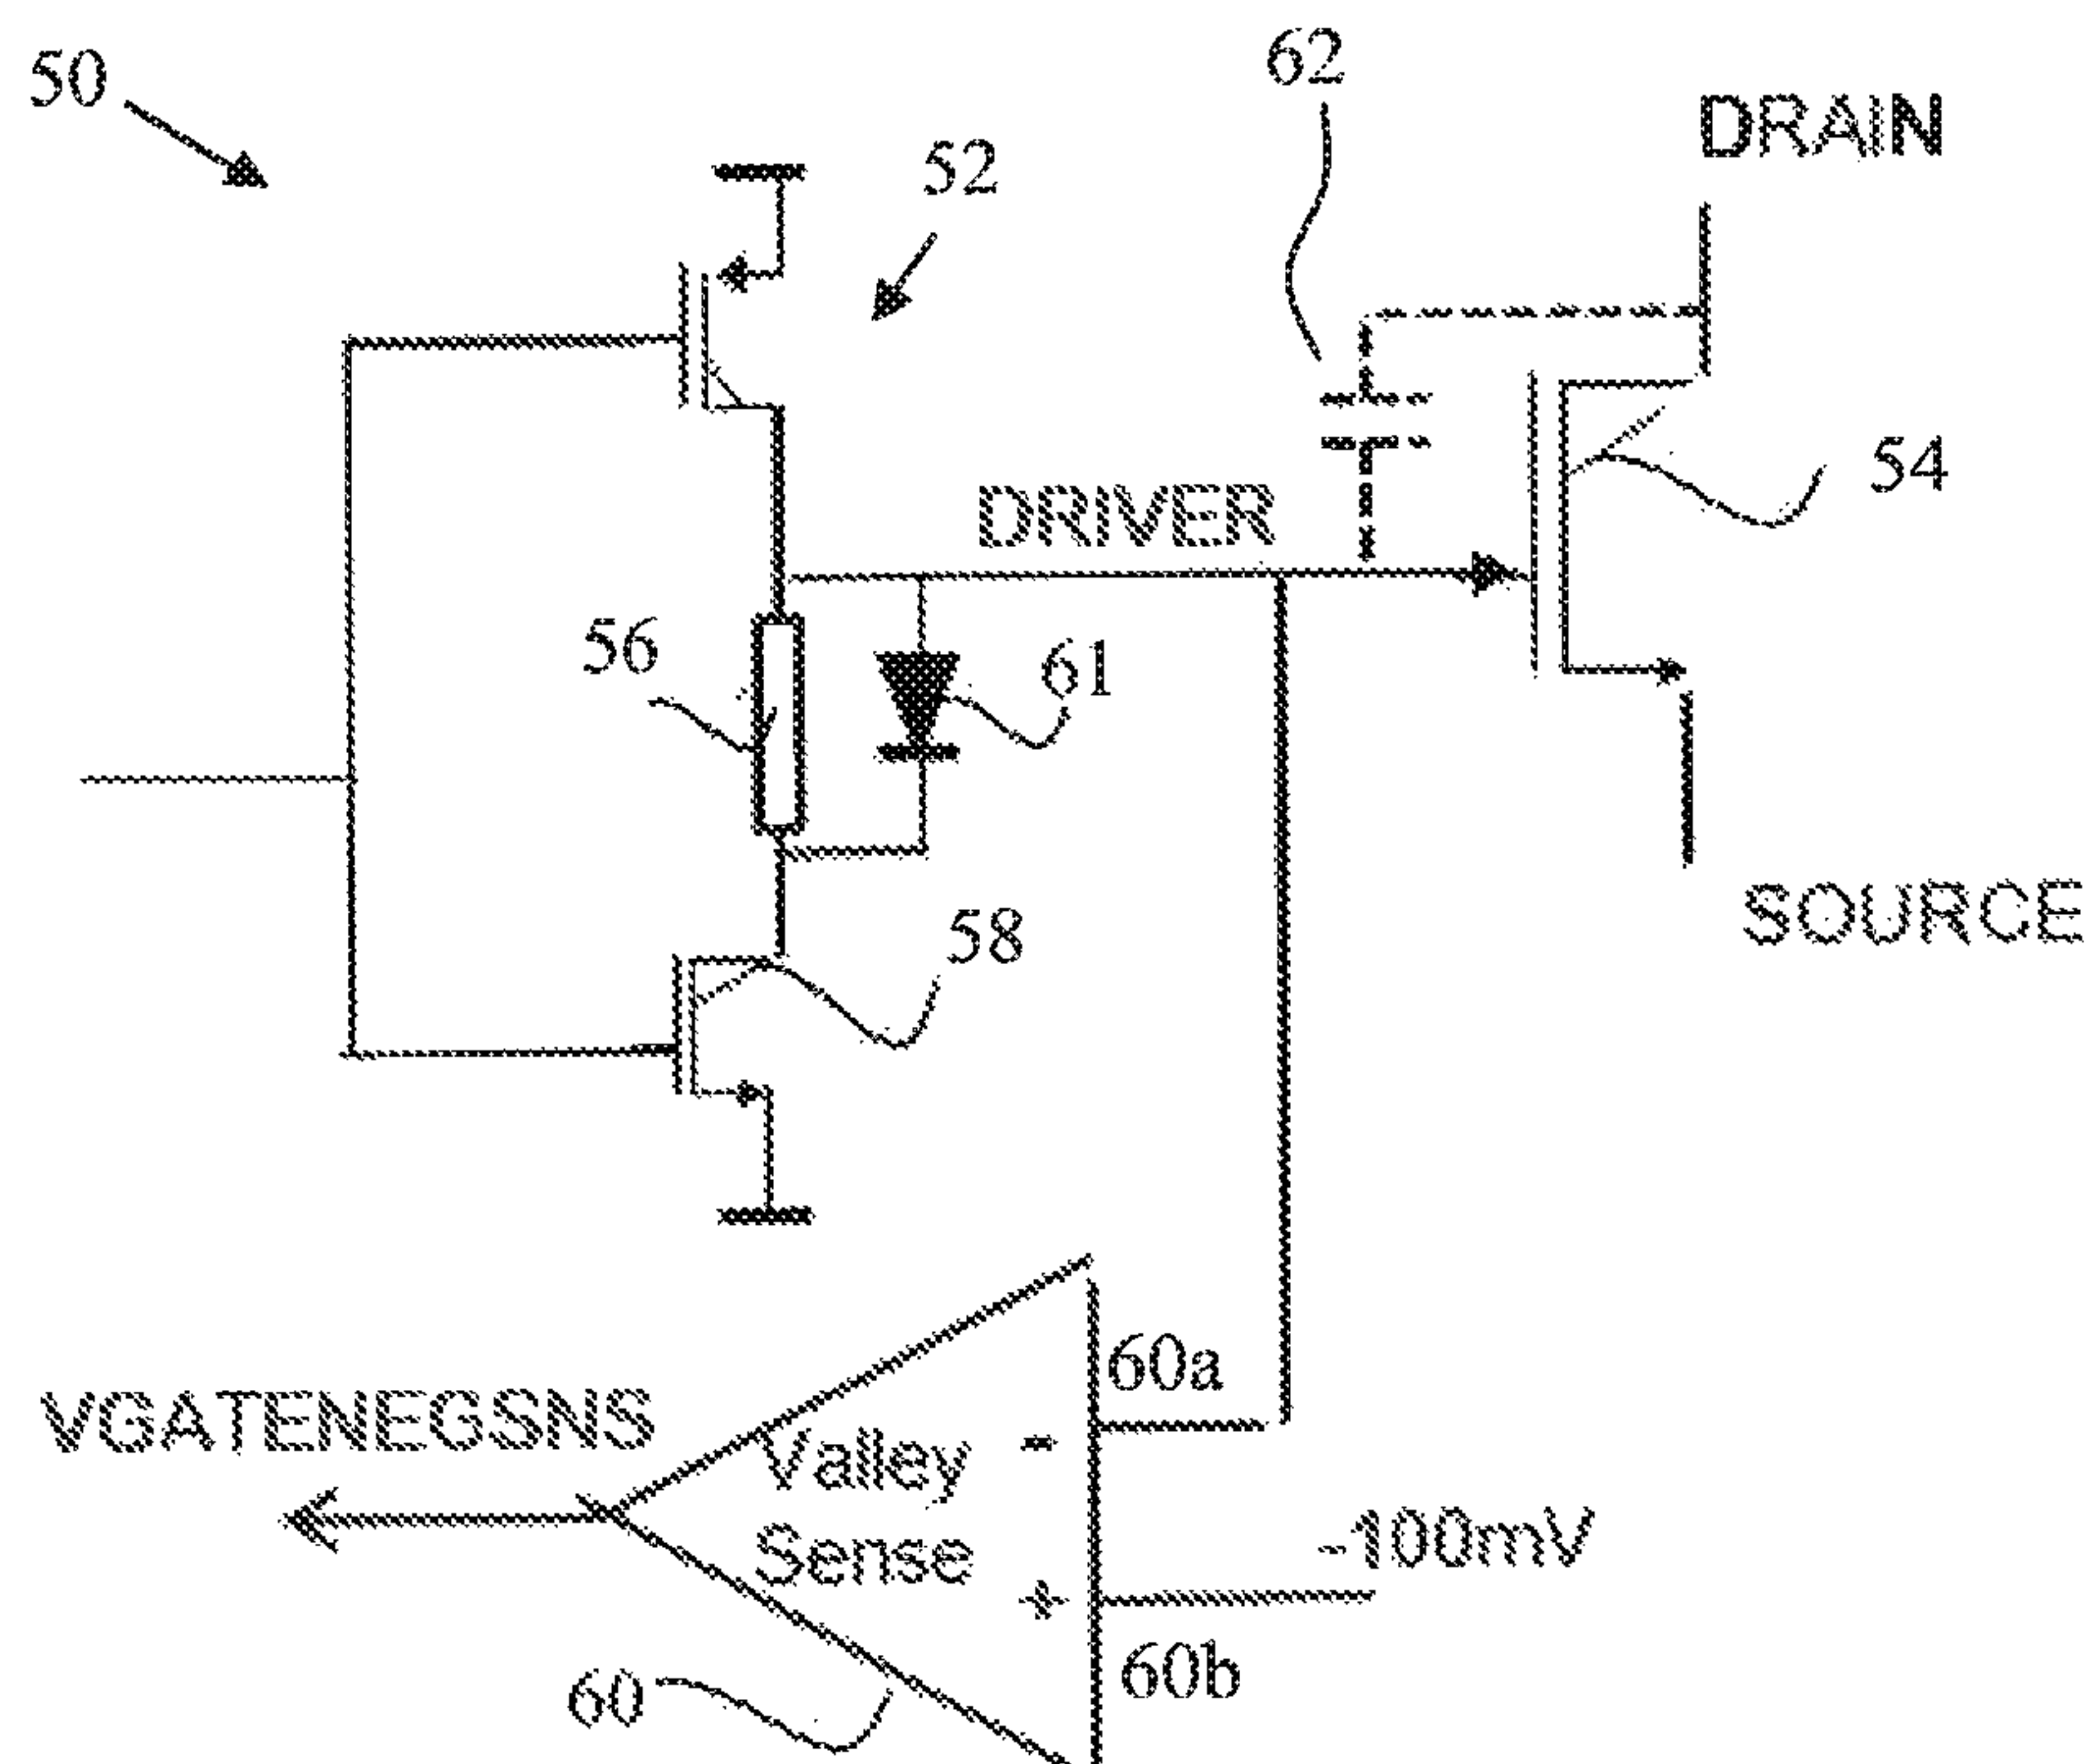 50
62
DRAIN
52
54
DRIVER
56
61
58
SOURCE
60a
VGATENEGSNS
Valley
-
Sense
-100mV
+
60b
60